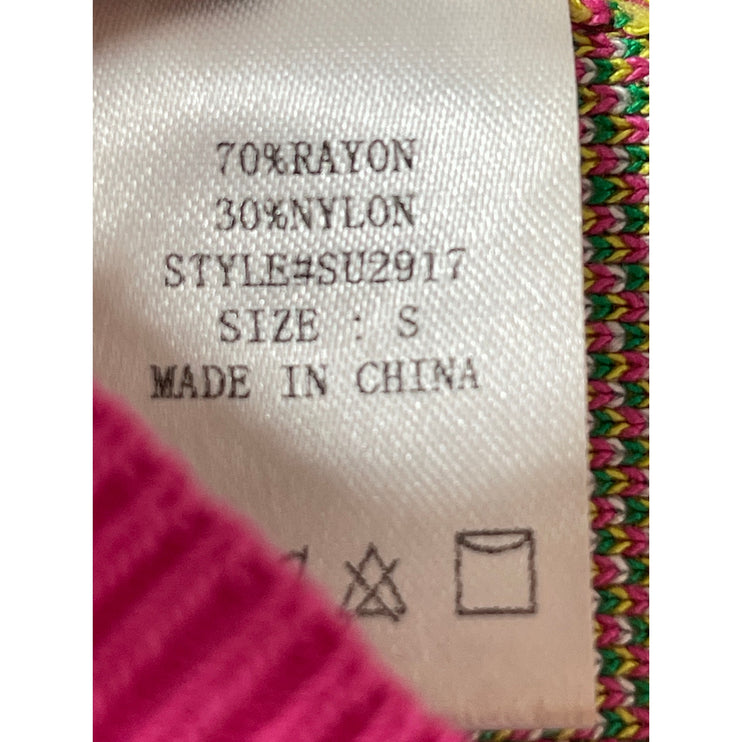 70%RAYON
30%NYLON
STYLE#SU2917
SIZE : S
MADE IN CHINA